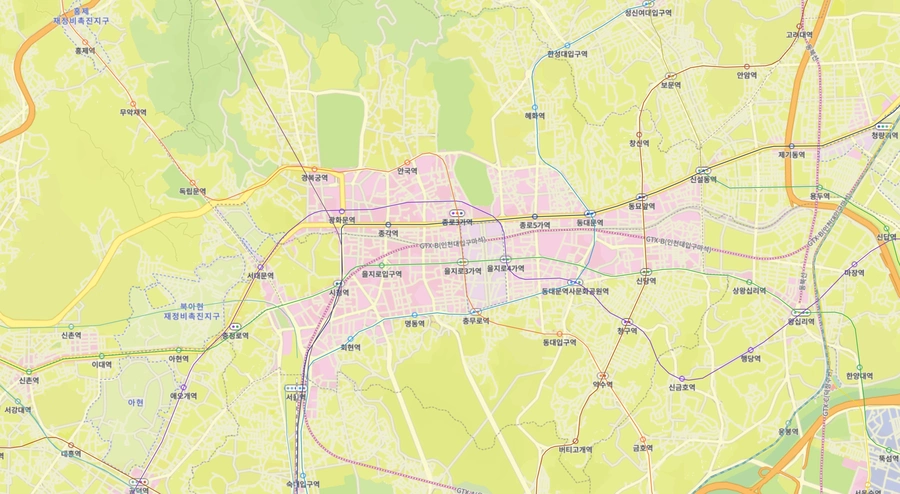 홍제
재정비촉진지구
홍제역
성신여대입구역
고려대역
한성대입구역
안암역
보문역
무악재역
혜화역
창신역
청량리역
제기동역
경복궁역
안국역
신설동역
독립문역
용두역
동묘앞역
광화문역
종로3가역
종로5가역
동대문역
종각역
신답역
GTX-B(인천대입구마석)
GTX-B(인천대입구마석)
서대문역
을지로입구역
을지로3가역
을지로4가역
신당역
마장역
시청역
동대문역사문화공원역
상왕십리역
북아현
재정비촉진지구
왕십리역
명동역
충무로역
청구역
신촌역
충정로역
회현역
동대입구역
아현역
이대역
행당역
신촌역
약수역
신금호역
한양대역
애오개역
서울역
아현
서강대역
응봉역
대흥역
버티고개역
금호역
뚝섬역
공덕역
숙대입구역
서울숲역